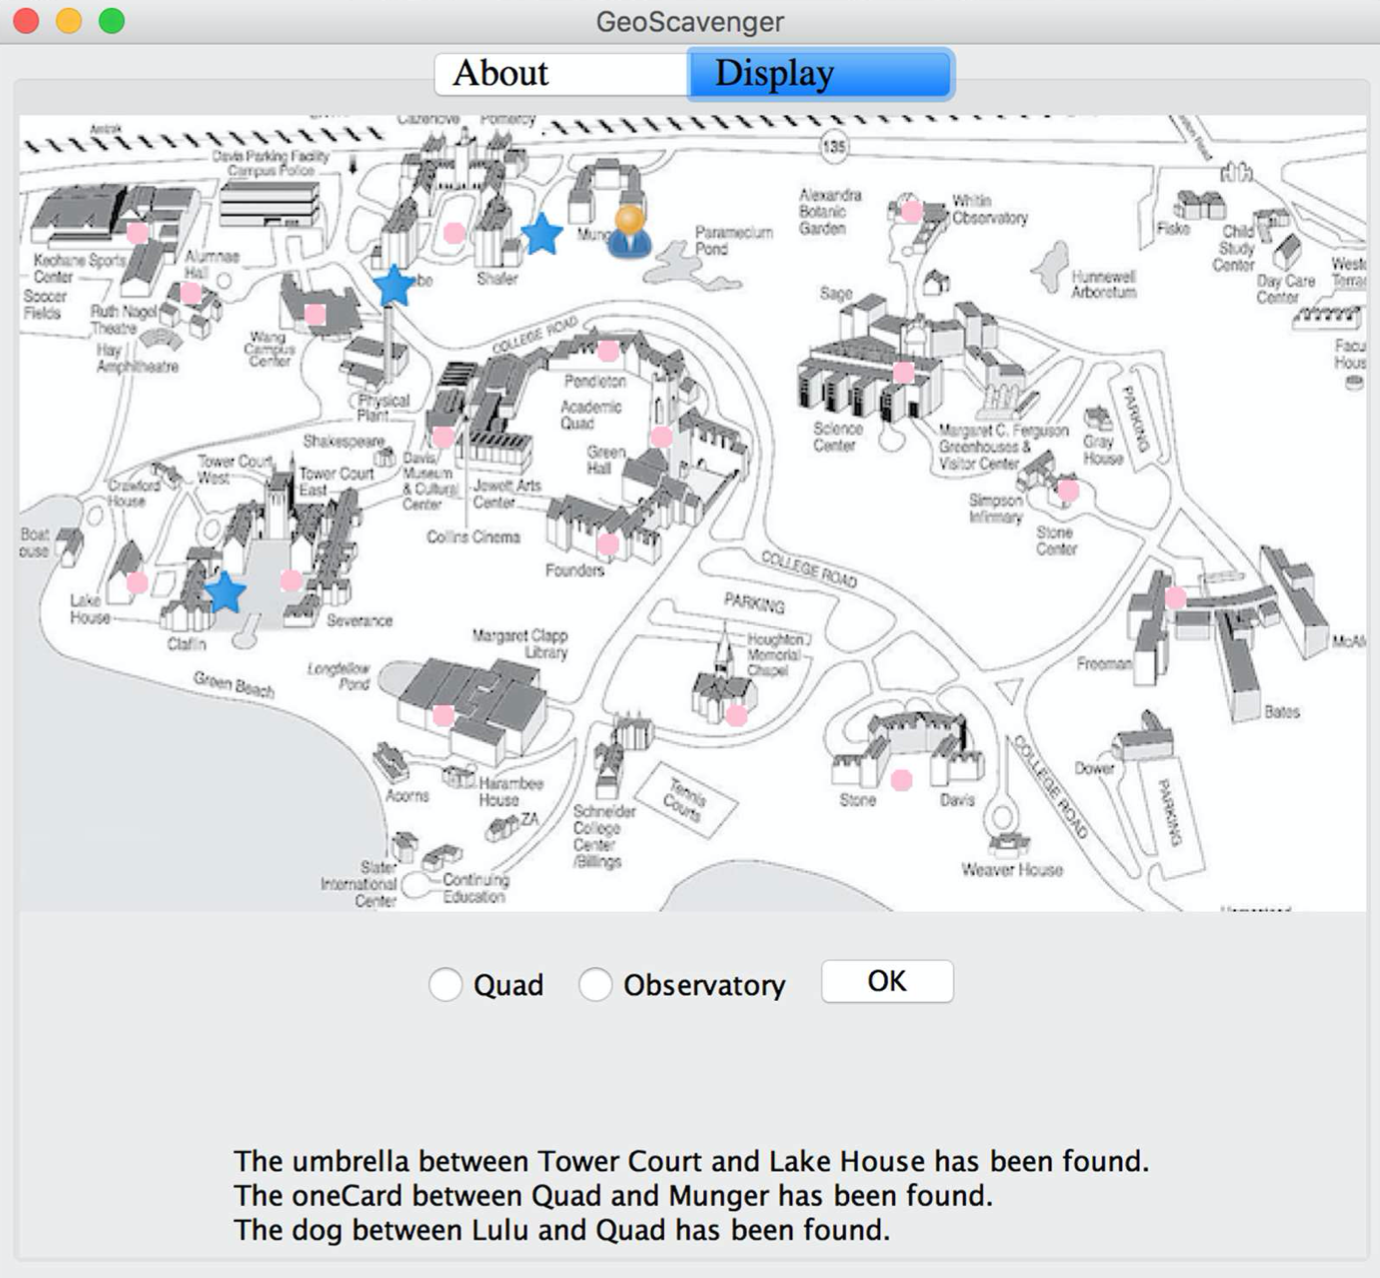 GeoScavenger
About
Display
Amtrak
Cazenove
Pomeroy
135
Davis Parking Facility
Campus Police
Alexandra
Botanic
Garden
Whitin
Observatory
Fiske
Child
Study
Center
Day Care
Center
Paramecium
Pond
Hunnewell
Arboretum
Keohane Sports
Center
Alumnae
Hall
Soccer
Fields
Ruth Nagel
Theatre
Hay
Amphitheatre
Shafer
Sage
Wang
Campus
Center
COLLEGE ROAD
Pendleton
Academic
Quad
Physical
Plant
Shakespeare
Green
Hall
Science
Center
Margaret C. Ferguson
Greenhouses &
Visitor Center
Gray
House
PARKING
Tower Court
West
Tower Court
East
Crawford
House
Davis
Museum
& Cultural
Center
Jewett Arts
Center
Collins Cinema
Simpson
Infirmary
Stone
Center
Boat
ouse
Founders
COLLEGE ROAD
PARKING
Lake
House
Claflin
Severance
Margaret Clapp
Library
Houghton
Memorial
Chapel
Freeman
McAf
Longfellow
Pond
Green Beach
Bates
Acorns
Harambee
House
ZA
Tennis
Courts
Stone
Davis
Dower
COLLEGE ROAD
PARKING
Schneider
College
Center
/Billings
Weaver House
Slater
International
Center
Continuing
Education
Quad
Observatory
OK
The umbrella between Tower Court and Lake House has been found.
The oneCard between Quad and Munger has been found.
The dog between Lulu and Quad has been found.